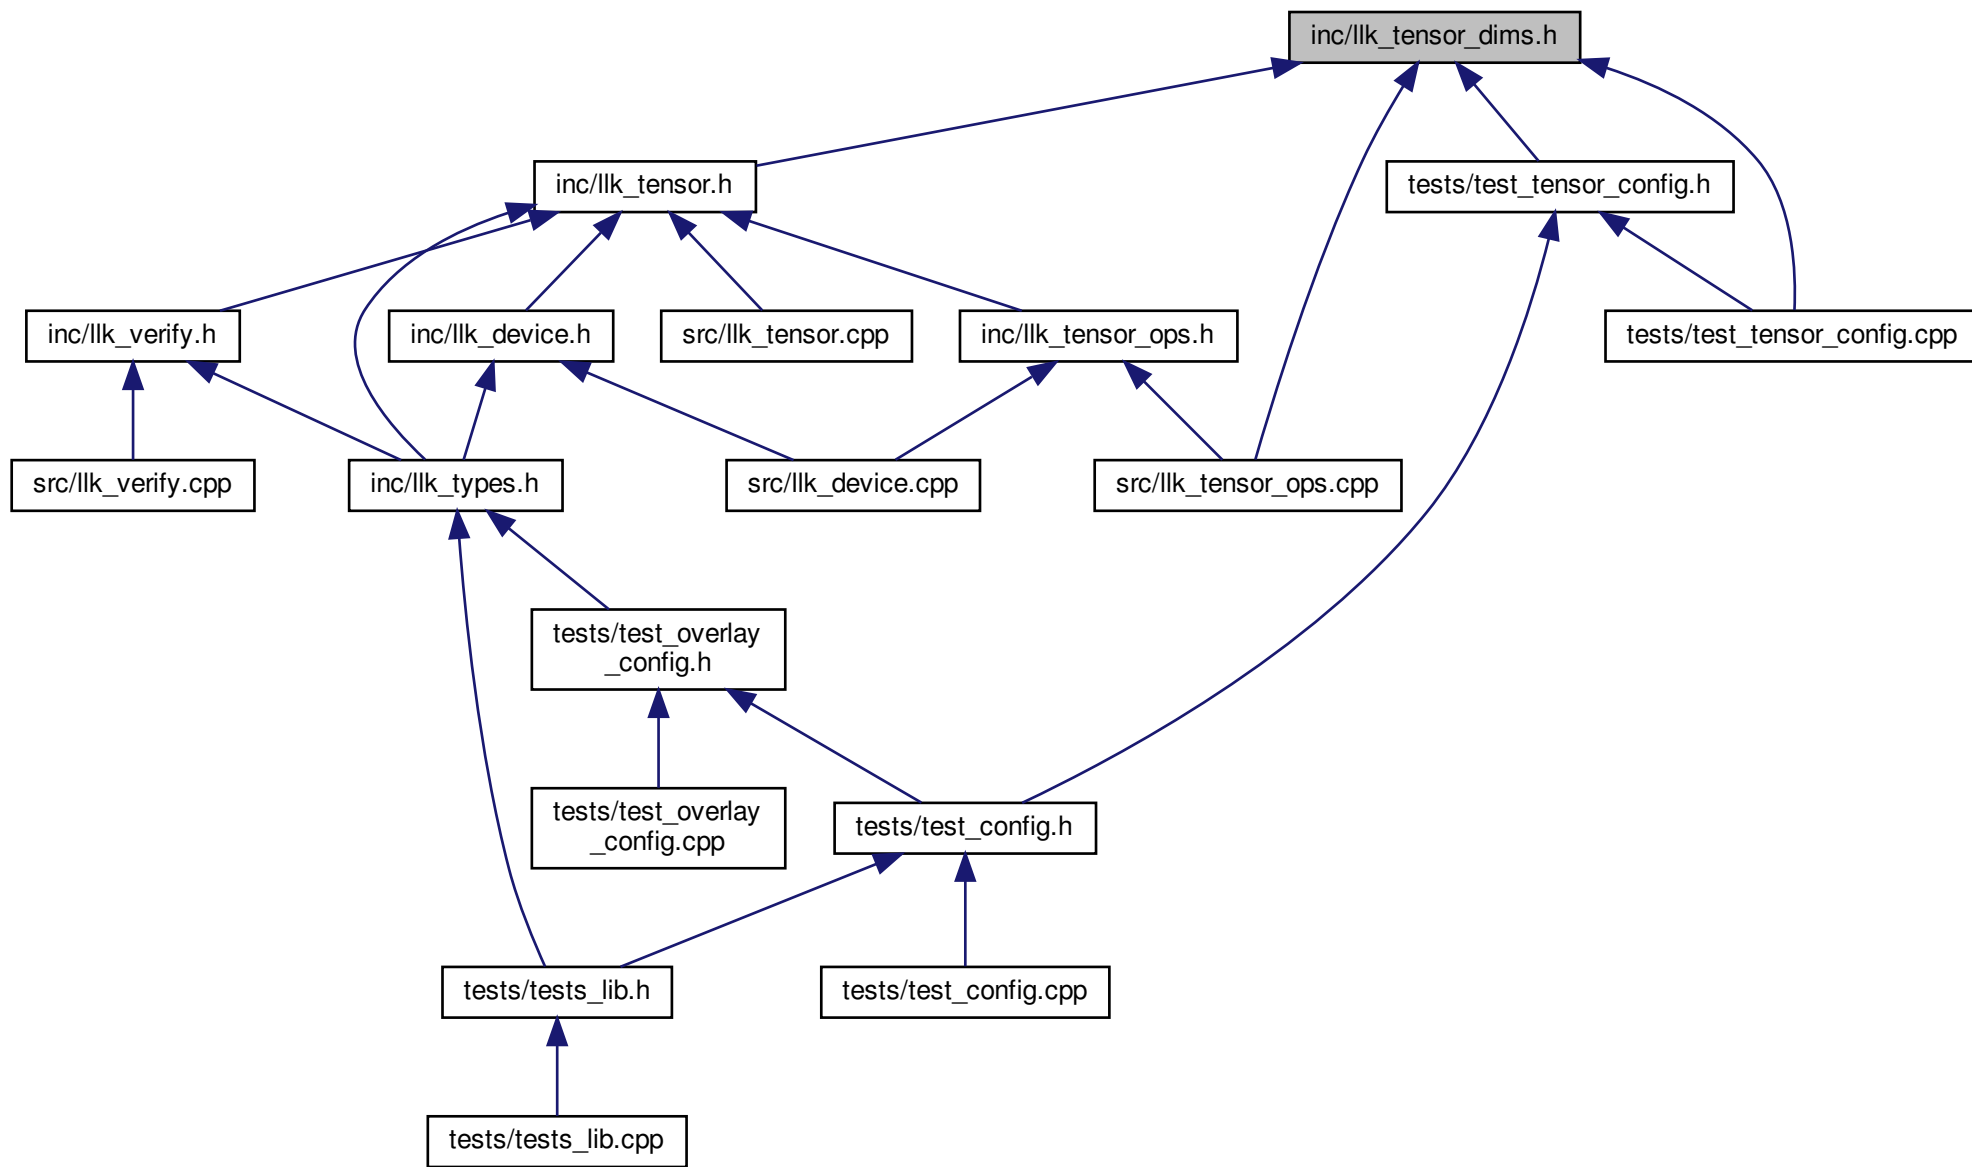 inc/llk_tensor_dims.h
inc/llk_tensor.h
tests/test_tensor_config.h
inc/llk_verify.h
inc/llk_device.h
src/llk_tensor.cpp
inc/llk_tensor_ops.h
tests/test_tensor_config.cpp
src/llk_verify.cpp
inc/llk_types.h
src/llk_device.cpp
src/llk_tensor_ops.cpp
tests/test_overlay
_config.h
tests/test_overlay
_config.cpp
tests/test_config.h
tests/tests_lib.h
tests/test_config.cpp
tests/tests_lib.cpp